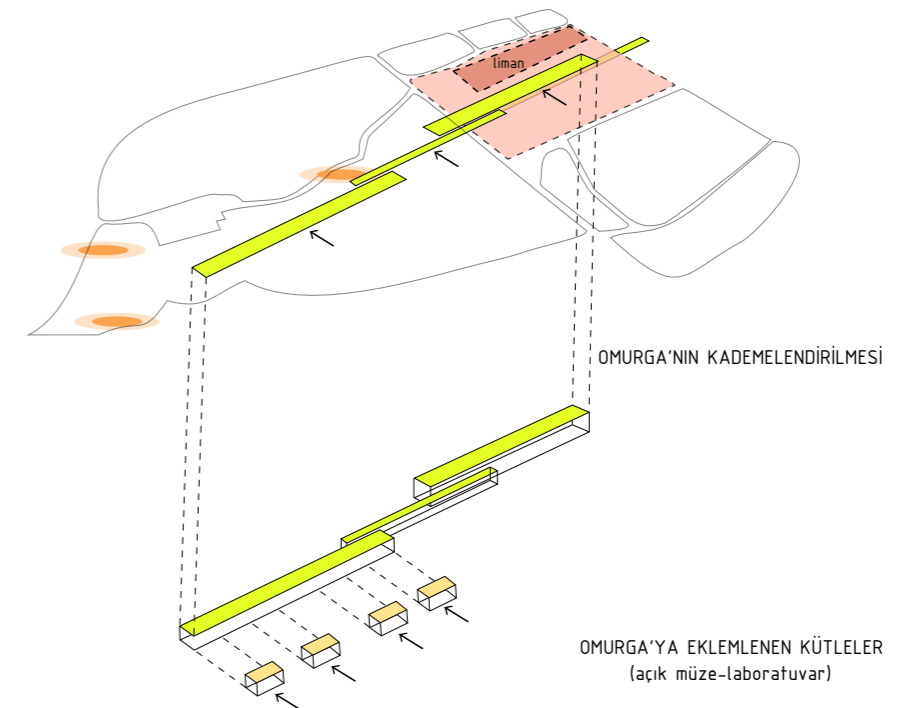 liman
OMURGA'NIN KADEMELENDİRİLMESİ
OMURGA'YA EKLEMLENEN KÜTLELER
(açık müze-laboratuvar)